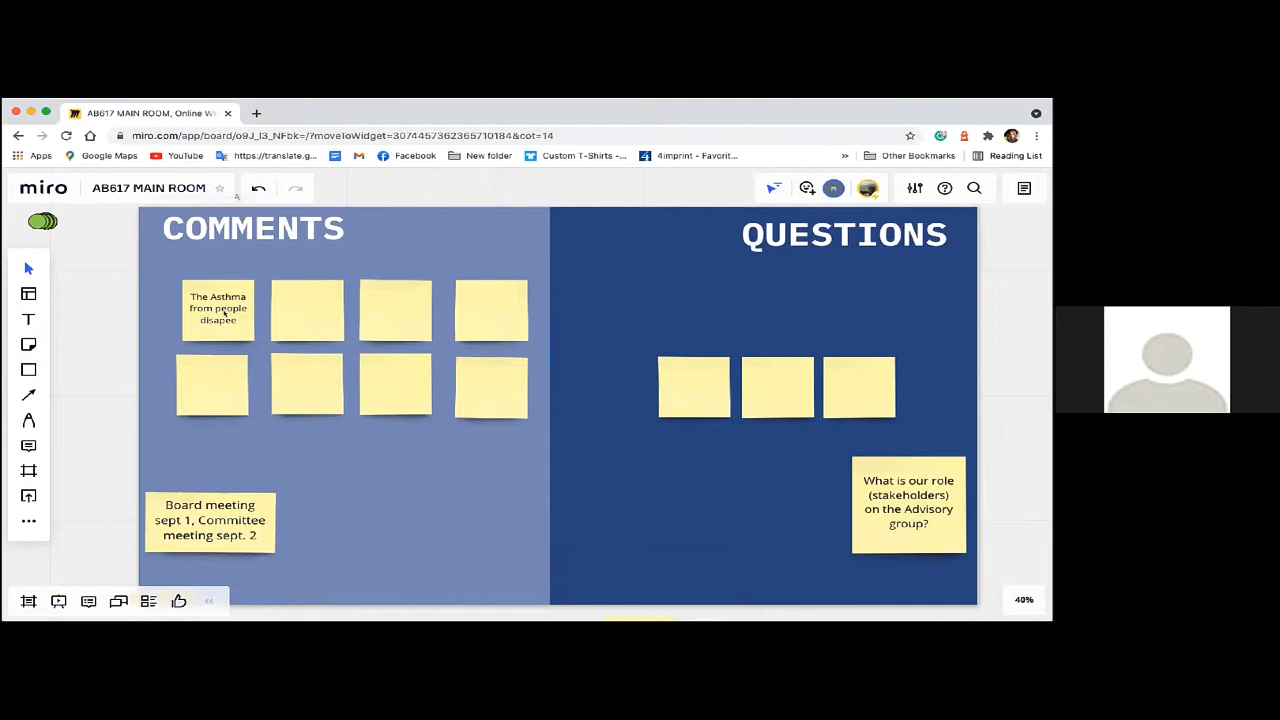 AB617 MAIN ROOM, Online W
miro.com/app/board/o9J_l3_NFbk=/?moveToWidget=3074457362365710184&cot=14
Apps Google Maps YouTube https://translate.g... Facebook New folder Custom T-Shirts –... 4imprint - Favorit... » Other Bookmarks Reading List
miro AB617 MAIN ROOM
COMMENTS
QUESTIONS
The Asthma
from people
disapee
What is our role
(stakeholders)
on the Advisory
group?
Board meeting
sept 1, Committee
meeting sept. 2
40%